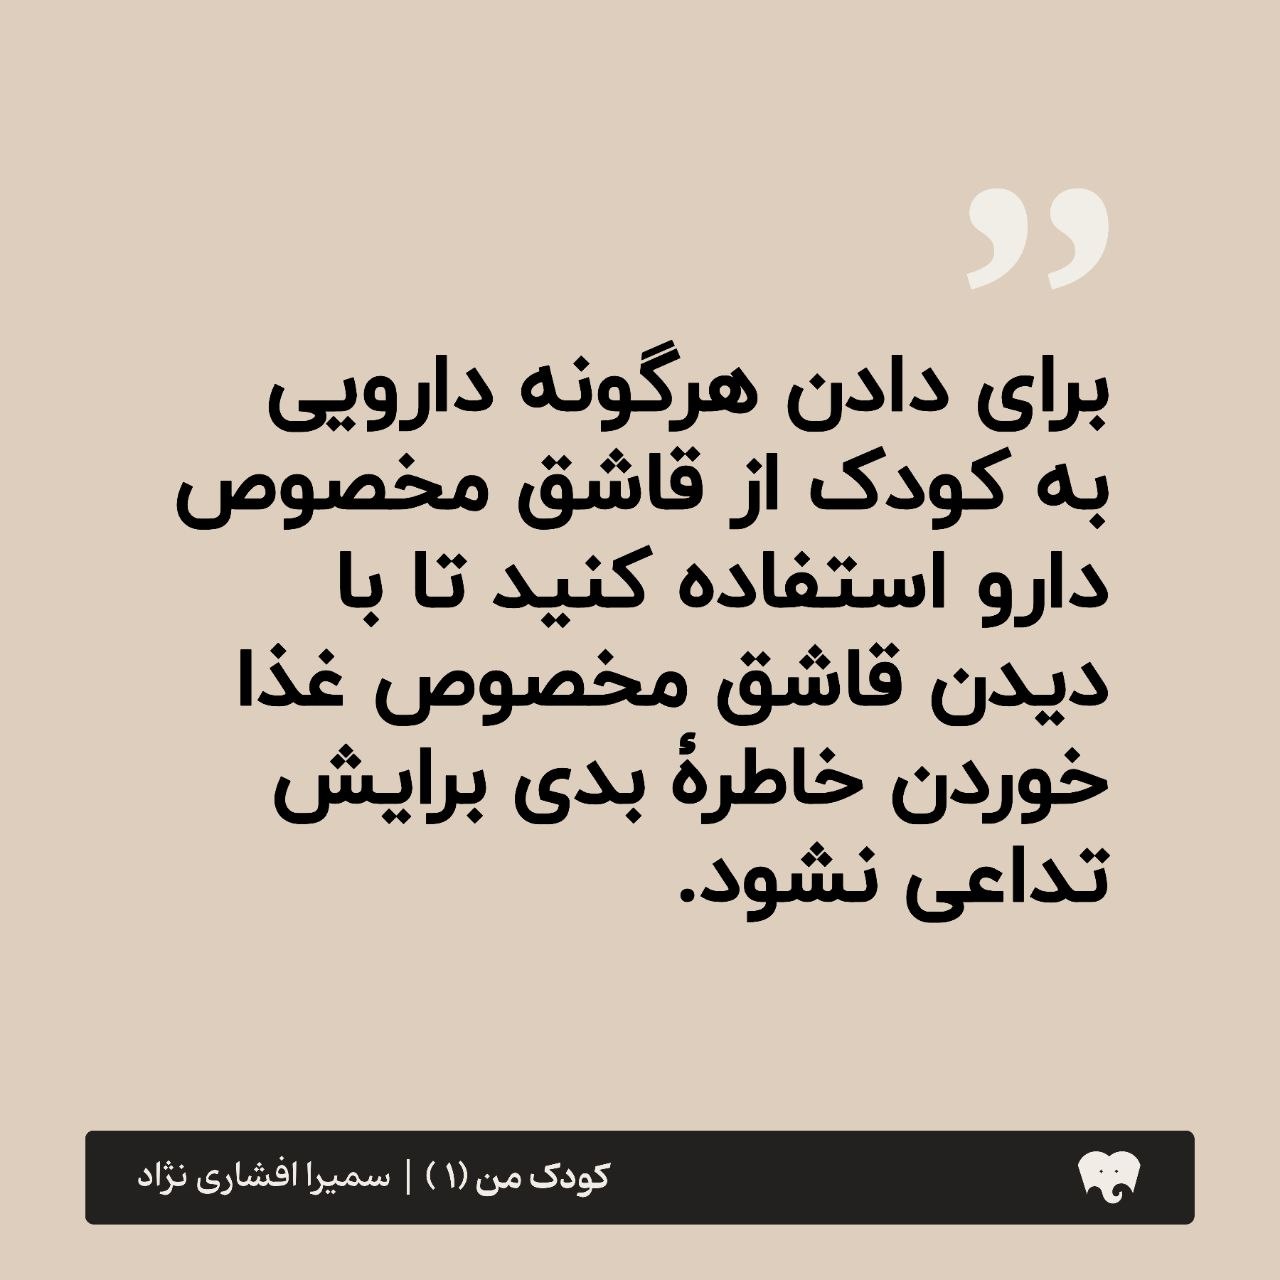 ”
برای دادن هرگونه دارویی
به کودک از قاشق مخصوص
دارو استفاده کنید تا با
دیدن قاشق مخصوص غذا
خوردن خاطرهٔ بدی برایش
تداعی نشود.
کودک من (۱) | سمیرا افشاری نژاد